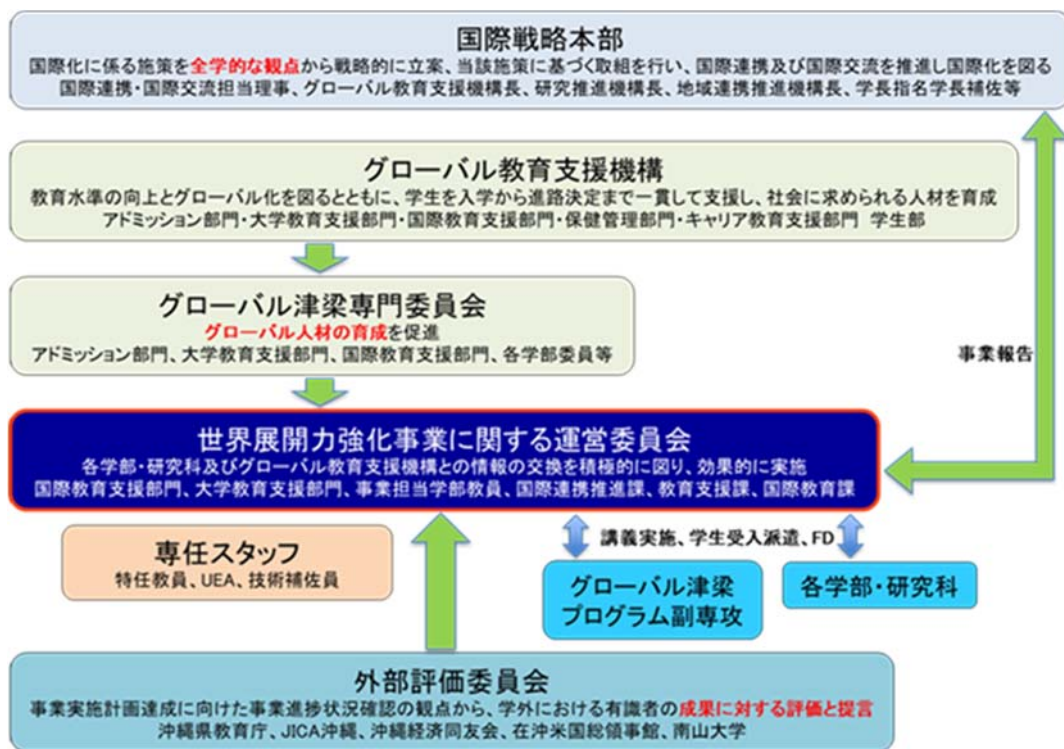 国際戦略本部
国際化に係る施策を全学的な観点から戦略的に立案、当該施策に基づく取組を行い、国際連携及び国際交流を推進し国際化を図る
国際連携・国際交流担当理事、グローバル教育支援機構長、研究推進機構長、地域連携推進機構長、学長指名学長補佐等
グローバル教育支援機構
教育水準の向上とグローバル化を図るとともに、学生を入学から進路決定まで一貫して支援し、社会に求められる人材を育成
アドミッション部門・大学教育支援部門・国際教育支援部門・保健管理部門・キャリア教育支援部門 学生部
グローバル津梁専門委員会
グローバル人材の育成を促進
アドミッション部門、大学教育支援部門、国際教育支援部門、各学部委員等
事業報告
世界展開力強化事業に関する運営委員会
各学部・研究科及びグローバル教育支援機構との情報の交換を積極的に図り、効果的に実施
国際教育支援部門、大学教育支援部門、事業担当学部教員、国際連携推進課、教育支援課、国際教育課
専任スタッフ
特任教員、UEA、技術補佐員
講義実施、学生受入派遣、FD
グローバル津梁
プログラム副専攻
各学部・研究科
外部評価委員会
事業実施計画達成に向けた事業進捗状況確認の観点から、学外における有識者の成果に対する評価と提言
沖縄県教育庁、JICA沖縄、沖縄経済同友会、在沖米国総領事館、南山大学